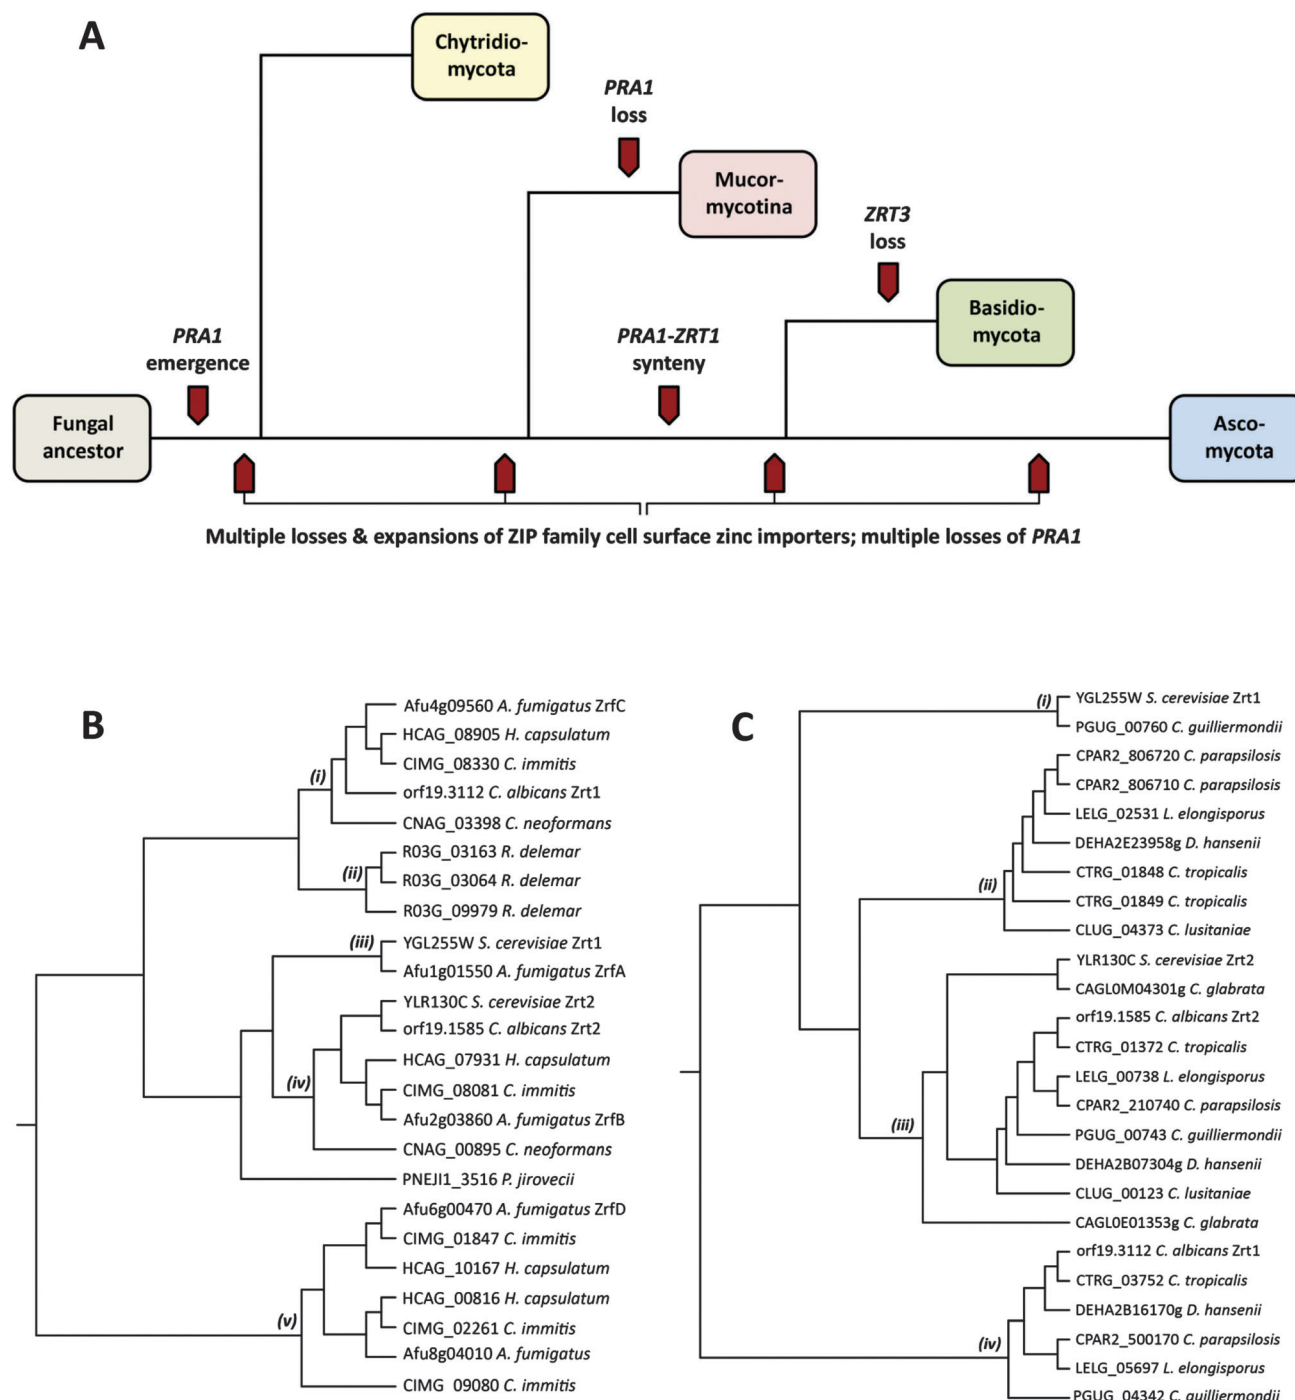 A
Chytridio-
mycota
PRA1
loss
Mucor-
mycotina
ZRT3
loss
Basidio-
mycota
PRA1
emergence
PRA1-ZRT1
synteny
Fungal
ancestor
Asco-
mycota
Multiple losses & expansions of ZIP family cell surface zinc importers; multiple losses of PRA1
B
Afu4g09560 A. fumigatus ZrfC
HCAG_08905 H. capsulatum
CIMG_08330 C. immitis
(i)
orf19.3112 C. albicans Zrt1
CNAG_03398 C. neoformans
R03G_03163 R. delemar
(ii)
R03G_03064 R. delemar
R03G_09979 R. delemar
(iii)
YGL255W S. cerevisiae Zrt1
Afu1g01550 A. fumigatus ZrfA
YLR130C S. cerevisiae Zrt2
orf19.1585 C. albicans Zrt2
HCAG_07931 H. capsulatum
(iv)
CIMG_08081 C. immitis
Afu2g03860 A. fumigatus ZrfB
CNAG_00895 C. neoformans
PNEJI1_3516 P. jirovecii
Afu6g00470 A. fumigatus ZrfD
CIMG_01847 C. immitis
HCAG_10167 H. capsulatum
HCAG_00816 H. capsulatum
(v)
CIMG_02261 C. immitis
Afu8g04010 A. fumigatus
CIMG_09080 C. immitis
C
(i)
YGL255W S. cerevisiae Zrt1
PGUG_00760 C. guilliermondii
CPAR2_806720 C. parapsilosis
CPAR2_806710 C. parapsilosis
LELG_02531 L. elongisporus
DEHA2E23958g D. hansenii
CTRG_01848 C. tropicalis
(ii)
CTRG_01849 C. tropicalis
CLUG_04373 C. lusitaniae
YLR130C S. cerevisiae Zrt2
CAGL0M04301g C. glabrata
orf19.1585 C. albicans Zrt2
CTRG_01372 C. tropicalis
LELG_00738 L. elongisporus
CPAR2_210740 C. parapsilosis
(iii)
PGUG_00743 C. guilliermondii
DEHA2B07304g D. hansenii
CLUG_00123 C. lusitaniae
CAGL0E01353g C. glabrata
orf19.3112 C. albicans Zrt1
CTRG_03752 C. tropicalis
DEHA2B16170g D. hansenii
(iv)
CPAR2_500170 C. parapsilosis
LELG_05697 L. elongisporus
PGUG_04342 C. guilliermondii